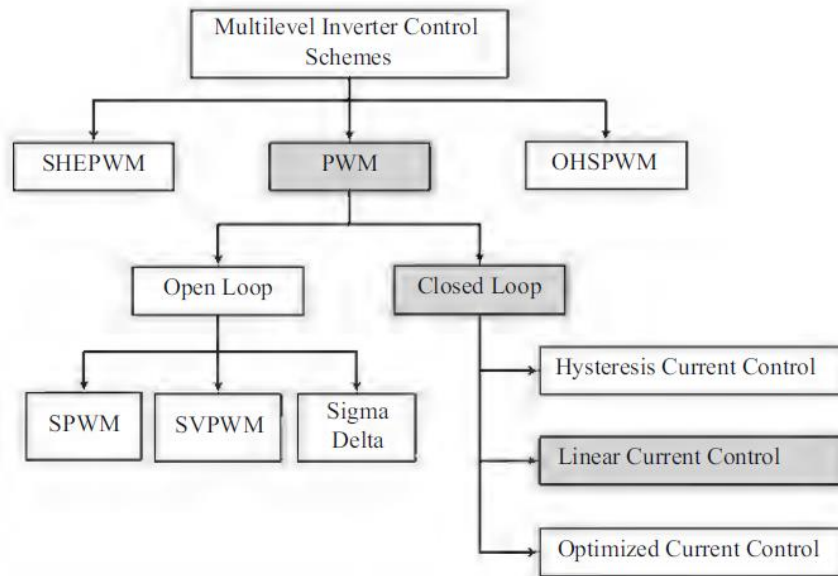 Multilevel Inverter Control
Schemes
SHEPWM
PWM
OHSPWM
Open Loop
Closed Loop
Hysteresis Current Control
SPWM
SVPWM
Sigma
Delta
Linear Current Control
Optimized Current Control